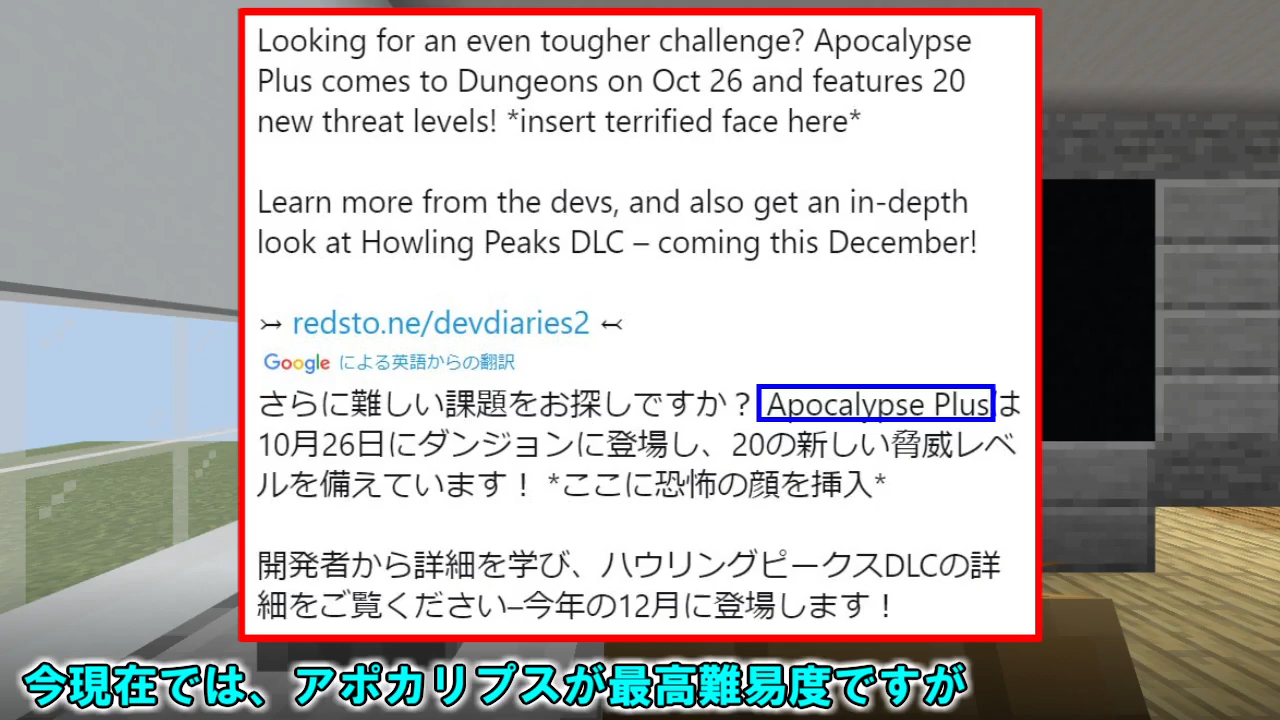 Looking for an even tougher challenge? Apocalypse
Plus comes to Dungeons on Oct 26 and features 20
new threat levels! *insert terrified face here*
Learn more from the devs, and also get an in-depth
look at Howling Peaks DLC – coming this December!
↣ redsto.ne/devdiaries2 ↢
Google による英語からの翻訳
さらに難しい課題をお探しですか？Apocalypse Plusは
10月26日にダンジョンに登場し、20の新しい脅威レベ
ルを備えています！ *ここに恐怖の顔を挿入*
開発者から詳細を学び、ハウリングピークスDLCの詳
細をご覧ください–今年の12月に登場します！
今現在では、アポカリプスが最高難易度ですが